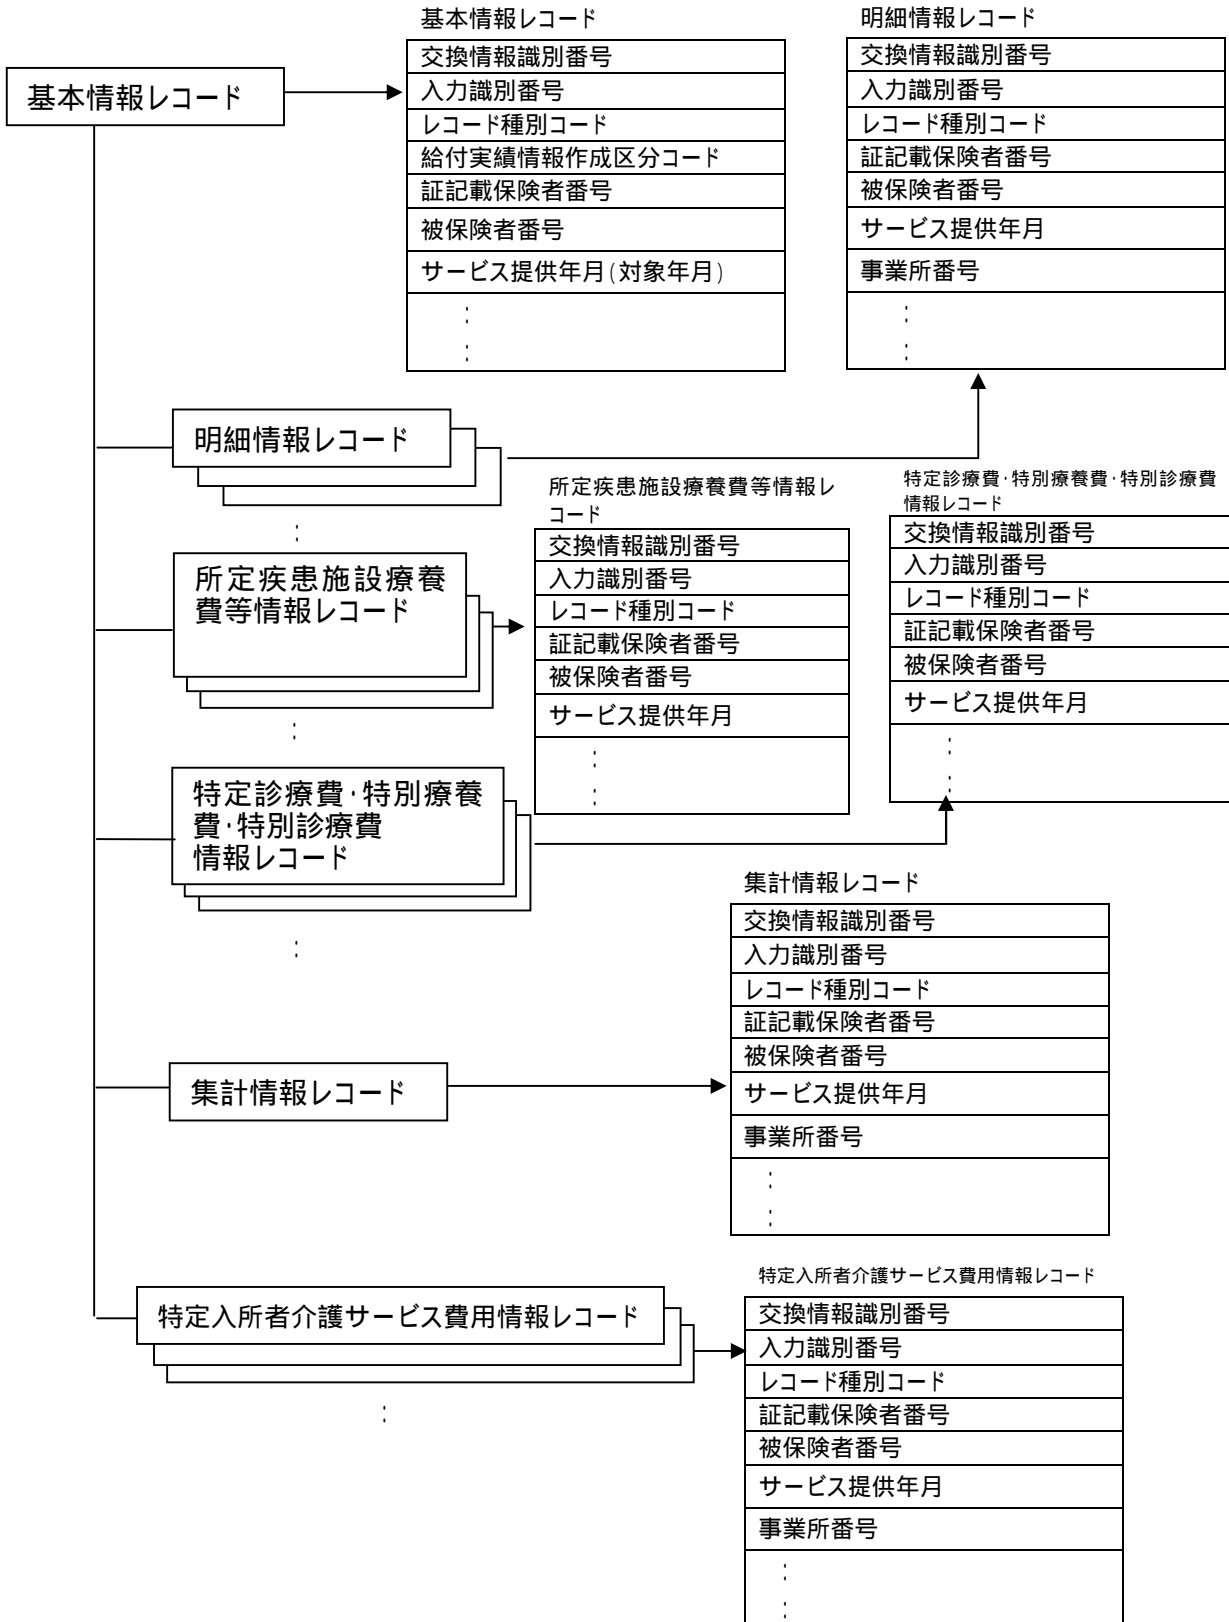 基本情報レコード
基本情報レコード
交換情報識別番号
入力識別番号
レコード種別コード
給付実績情報作成区分コード
証記載保険者番号
被保険者番号
サービス提供年月(対象年月)
:
:
明細情報レコード
交換情報識別番号
入力識別番号
レコード種別コード
証記載保険者番号
被保険者番号
サービス提供年月
事業所番号
:
:
明細情報レコード
:
所定疾患施設療養
費等情報レコード
:
所定疾患施設療養費等情報レ
コード
交換情報識別番号
入力識別番号
レコード種別コード
証記載保険者番号
被保険者番号
サービス提供年月
:
:
特定診療費・特別療養費・特別診療費
情報レコード
交換情報識別番号
入力識別番号
レコード種別コード
証記載保険者番号
被保険者番号
サービス提供年月
:
:
特定診療費・特別療養
費・特別診療費
情報レコード
:
集計情報レコード
集計情報レコード
交換情報識別番号
入力識別番号
レコード種別コード
証記載保険者番号
被保険者番号
サービス提供年月
事業所番号
:
:
特定入所者介護サービス費用情報レコード
:
特定入所者介護サービス費用情報レコード
交換情報識別番号
入力識別番号
レコード種別コード
証記載保険者番号
被保険者番号
サービス提供年月
事業所番号
:
: